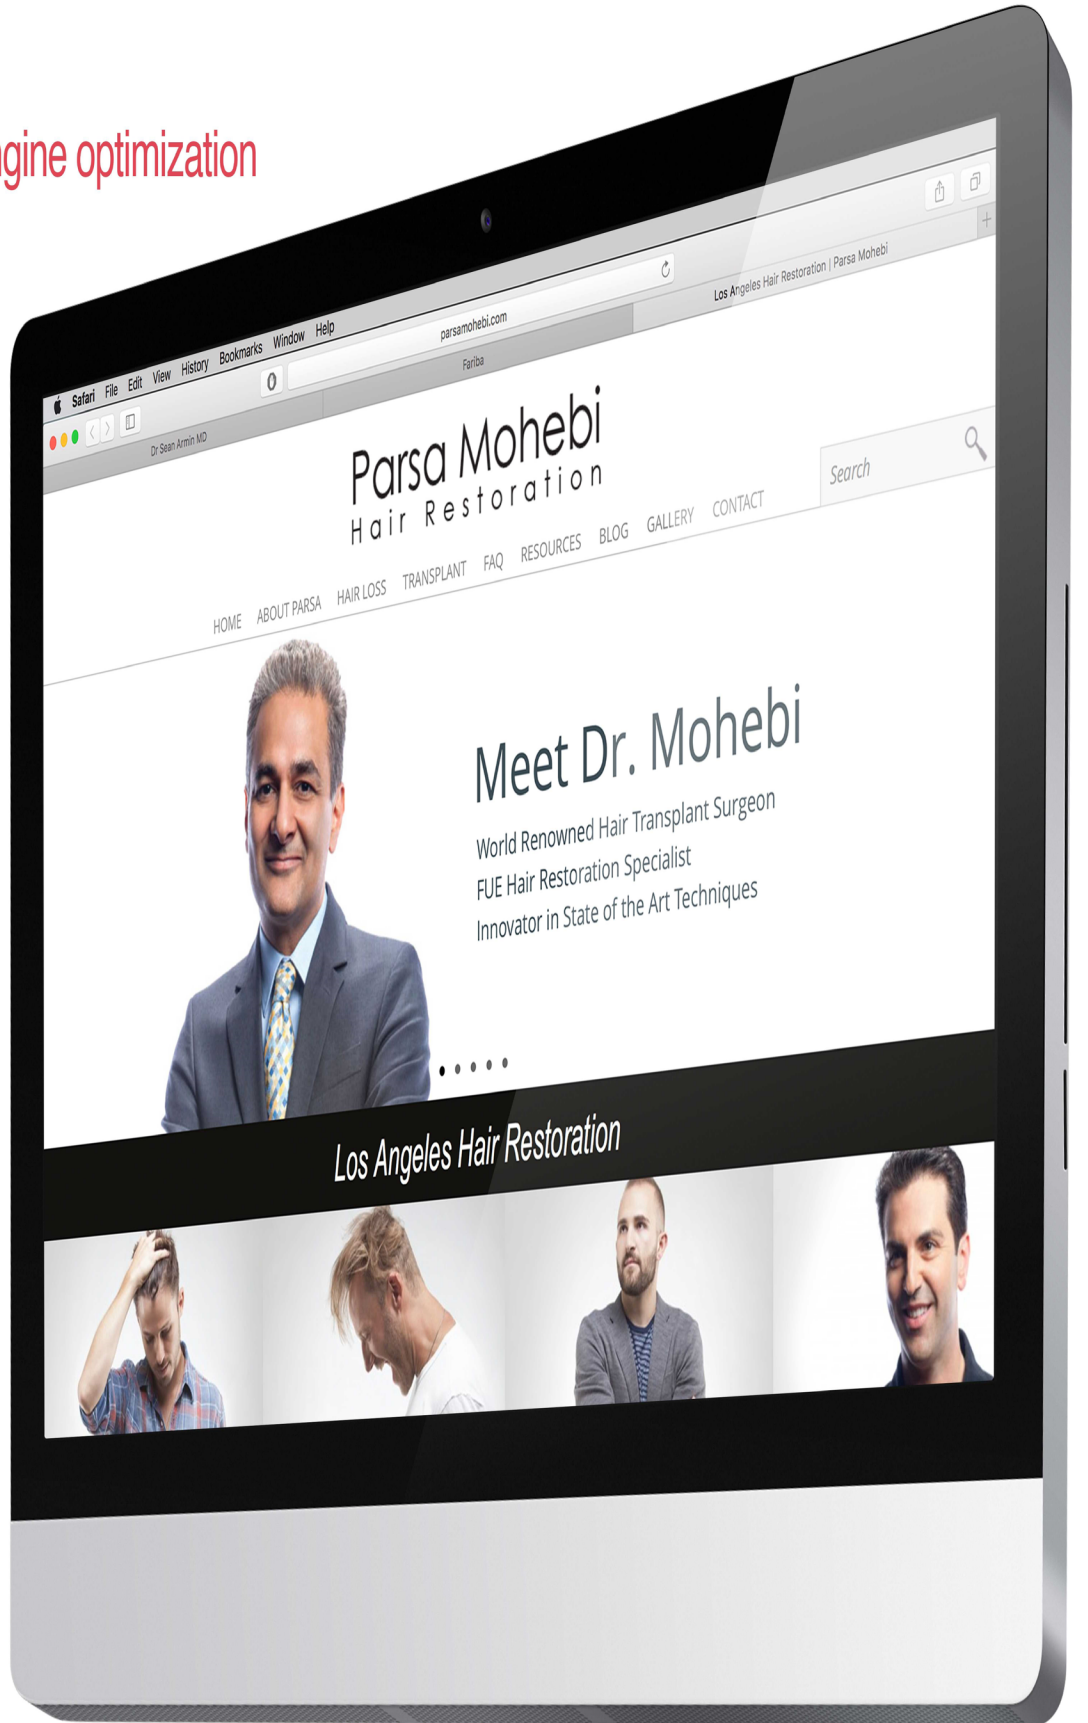 ngine optimization
Safari File Edit View History Bookmarks Window Help
parsamohebi.com
Dr Sean Armin MD
Fariba
Los Angeles Hair Restoration | Parsa Mohebi
Parsa Mohebi
Hair Restoration
Search
HOME ABOUT PARSA HAIR LOSS TRANSPLANT FAQ RESOURCES BLOG GALLERY CONTACT
Meet Dr. Mohebi
World Renowned Hair Transplant Surgeon
FUE Hair Restoration Specialist
Innovator in State of the Art Techniques
Los Angeles Hair Restoration